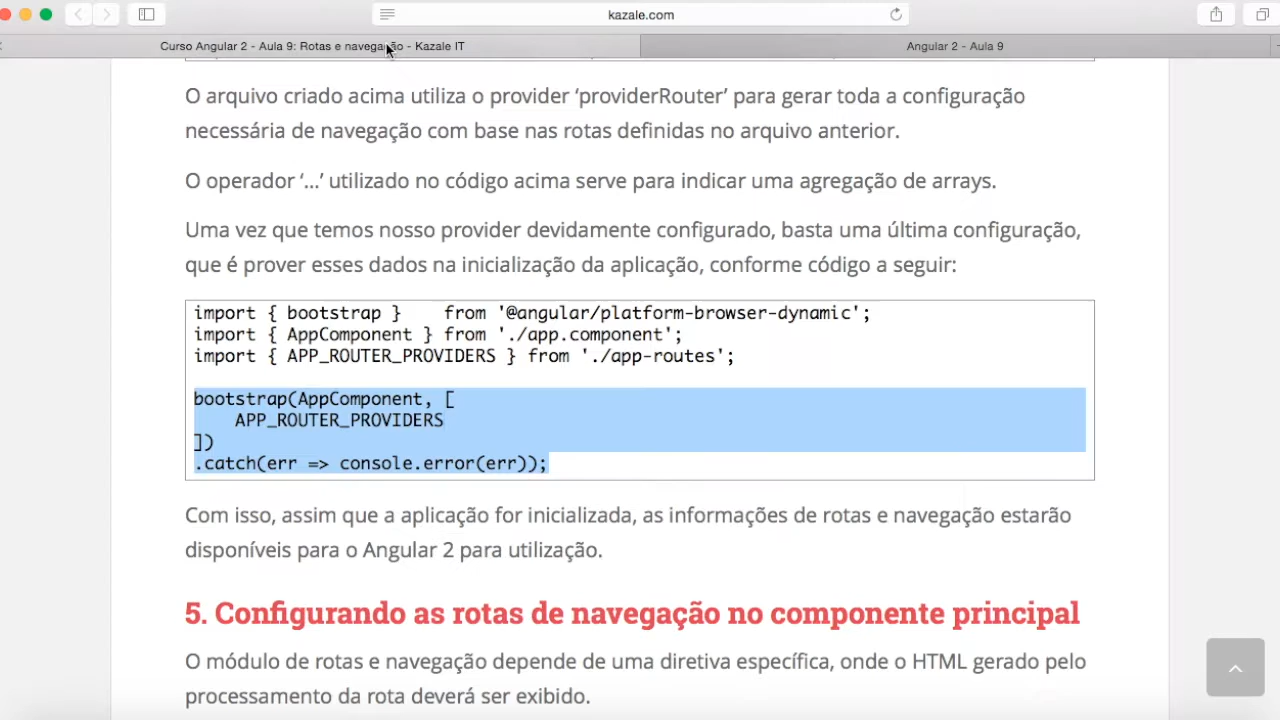 kazale.com
Curso Angular 2 - Aula 9: Rotas e navegação - Kazale IT
Angular 2 - Aula 9
O arquivo criado acima utiliza o provider ‘providerRouter’ para gerar toda a configuração
necessária de navegação com base nas rotas definidas no arquivo anterior.
O operador ‘…’ utilizado no código acima serve para indicar uma agregação de arrays.
Uma vez que temos nosso provider devidamente configurado, basta uma última configuração,
que é prover esses dados na inicialização da aplicação, conforme código a seguir:
import { bootstrap }    from '@angular/platform-browser-dynamic';
import { AppComponent } from './app.component';
import { APP_ROUTER_PROVIDERS } from './app-routes';
bootstrap(AppComponent, [
    APP_ROUTER_PROVIDERS
])
.catch(err => console.error(err));
Com isso, assim que a aplicação for inicializada, as informações de rotas e navegação estarão
disponíveis para o Angular 2 para utilização.
5. Configurando as rotas de navegação no componente principal
O módulo de rotas e navegação depende de uma diretiva específica, onde o HTML gerado pelo
processamento da rota deverá ser exibido.